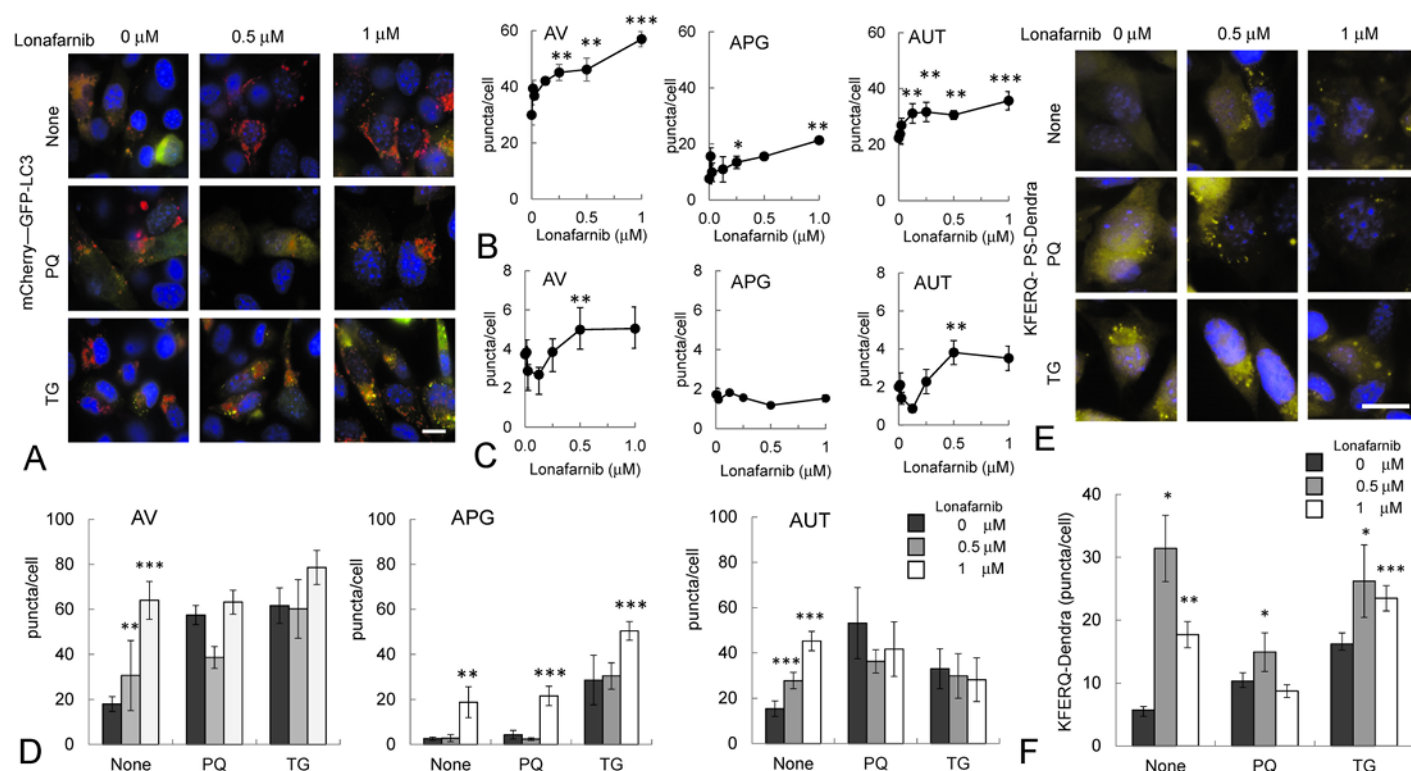 Lonafarnib 0 μM 0.5 μM 1 μM
None
mCherry—GFP-LC3
PQ
TG
A
AV
APG
AUT
puncta/cell
60
40
20
0
*** ** **
0 0.5 1
Lonafarnib (μM)
puncta/cell
60
40
20
0
* **
0.0 0.5 1.0
Lonafarnib (μM)
puncta/cell
60
40
20
0
** ** ** ***
0 0.5 1
Lonafarnib (μM)
B
AV
puncta/cell
8
6
4
2
0
**
0.0 0.5 1.0
Lonafarnib (μM)
APG
puncta/cell
8
6
4
2
0
0.0 0.5 1.0
Lonafarnib (μM)
AUT
puncta/cell
8
6
4
2
0
**
0 0.5 1
Lonafarnib (μM)
C
Lonafarnib 0 μM 0.5 μM 1 μM
None
KFERQ- PS-Dendra
PQ
TG
E
AV
puncta/cell
100
80
60
40
20
0
** ***
None PQ TG
APG
puncta/cell
100
80
60
40
20
0
** *** ***
None PQ TG
AUT
puncta/cell
100
80
60
40
20
0
*** ***
None PQ TG
Lonafarnib
0 μM
0.5 μM
1 μM
D
Lonafarnib
0 μM
0.5 μM
1 μM
KFERQ-Dendra (puncta/cell)
40
30
20
10
0
* ** * * ***
None PQ TG
F